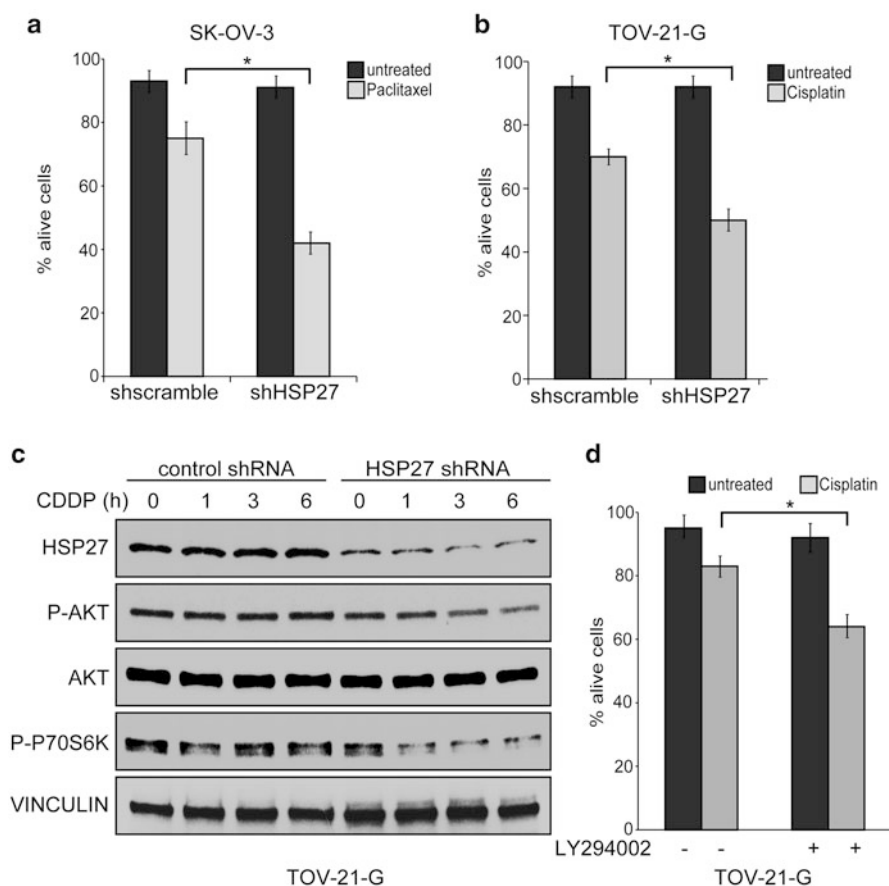 a
SK-OV-3
untreated
Paclitaxel
*
100
80
60
40
20
0
% alive cells
shscramble shHSP27
b
TOV-21-G
untreated
Cisplatin
*
100
80
60
40
20
0
% alive cells
shscramble shHSP27
c
control shRNA HSP27 shRNA
CDDP (h) 0 1 3 6 0 1 3 6
HSP27
P-AKT
AKT
P-P70S6K
VINCULIN
TOV-21-G
d
untreated Cisplatin
*
100
80
60
40
20
0
% alive cells
LY294002 - - + +
TOV-21-G